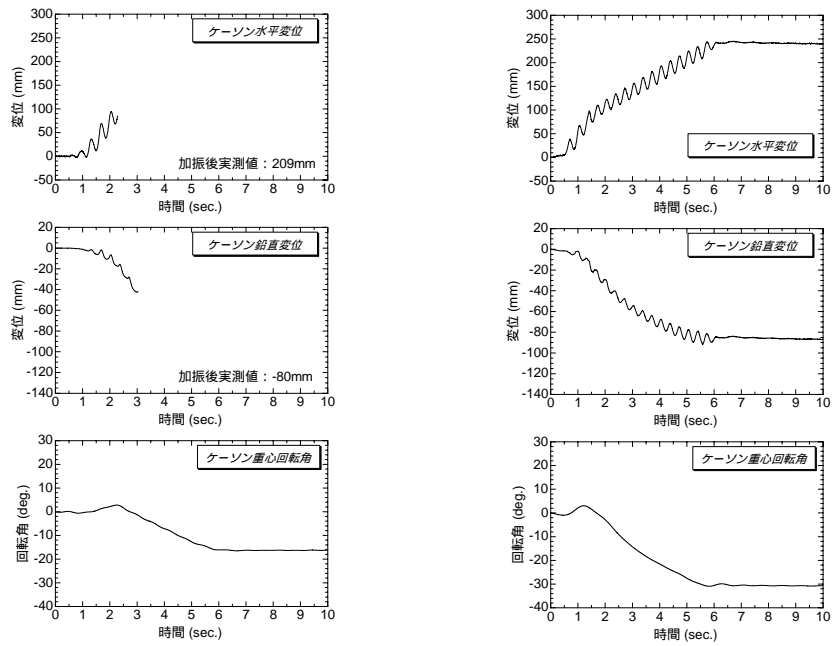 300
250
200
150
100
50
0
-50
変位 (mm)
ケーソン水平変位
加振後実測値：209mm
0 1 2 3 4 5 6 7 8 9 10
時間 (sec.)
300
250
200
150
100
50
0
-50
変位 (mm)
ケーソン水平変位
0 1 2 3 4 5 6 7 8 9 10
時間 (sec.)
20
0
-20
-40
-60
-80
-100
-120
-140
変位 (mm)
ケーソン鉛直変位
加振後実測値：-80mm
0 1 2 3 4 5 6 7 8 9 10
時間 (sec.)
20
0
-20
-40
-60
-80
-100
-120
-140
変位 (mm)
ケーソン鉛直変位
0 1 2 3 4 5 6 7 8 9 10
時間 (sec.)
30
20
10
0
-10
-20
-30
-40
回転角 (deg.)
ケーソン重心回転角
0 1 2 3 4 5 6 7 8 9 10
時間 (sec.)
30
20
10
0
-10
-20
-30
-40
回転角 (deg.)
ケーソン重心回転角
0 1 2 3 4 5 6 7 8 9 10
時間 (sec.)